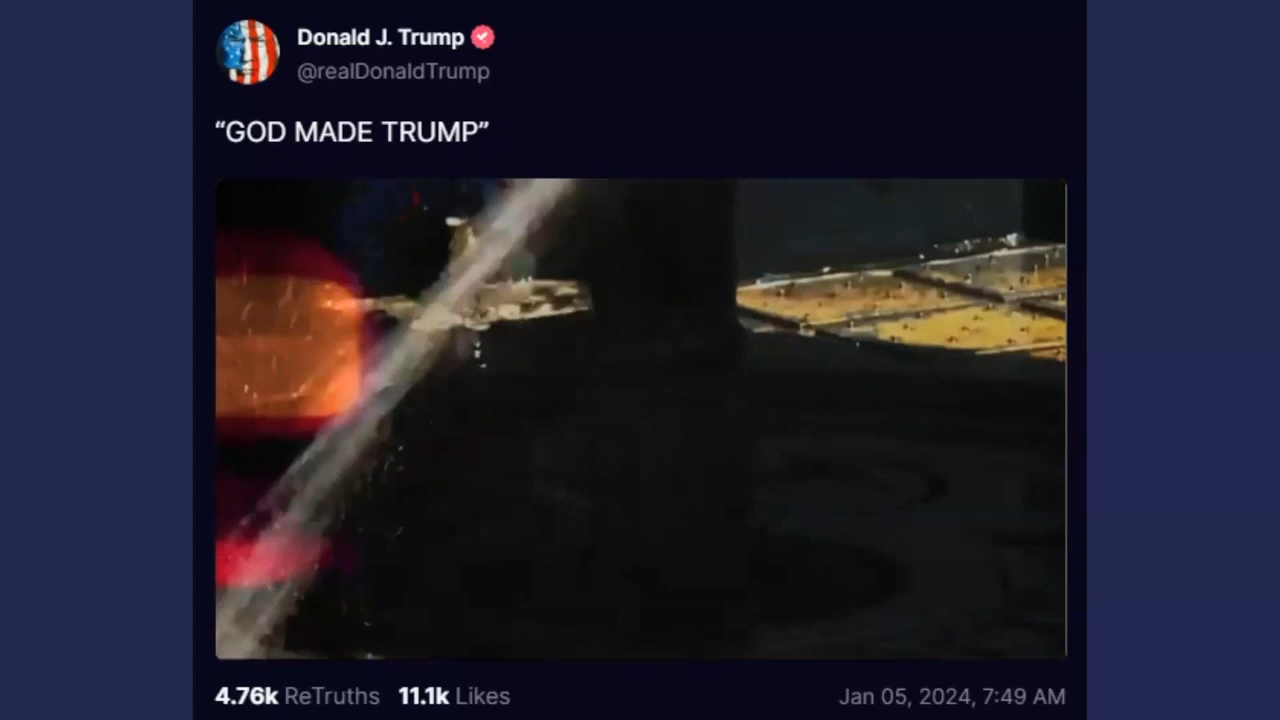 Donald J. Trump
@realDonaldTrump
“GOD MADE TRUMP”
4.76k ReTruths 11.1k Likes
Jan 05, 2024, 7:49 AM